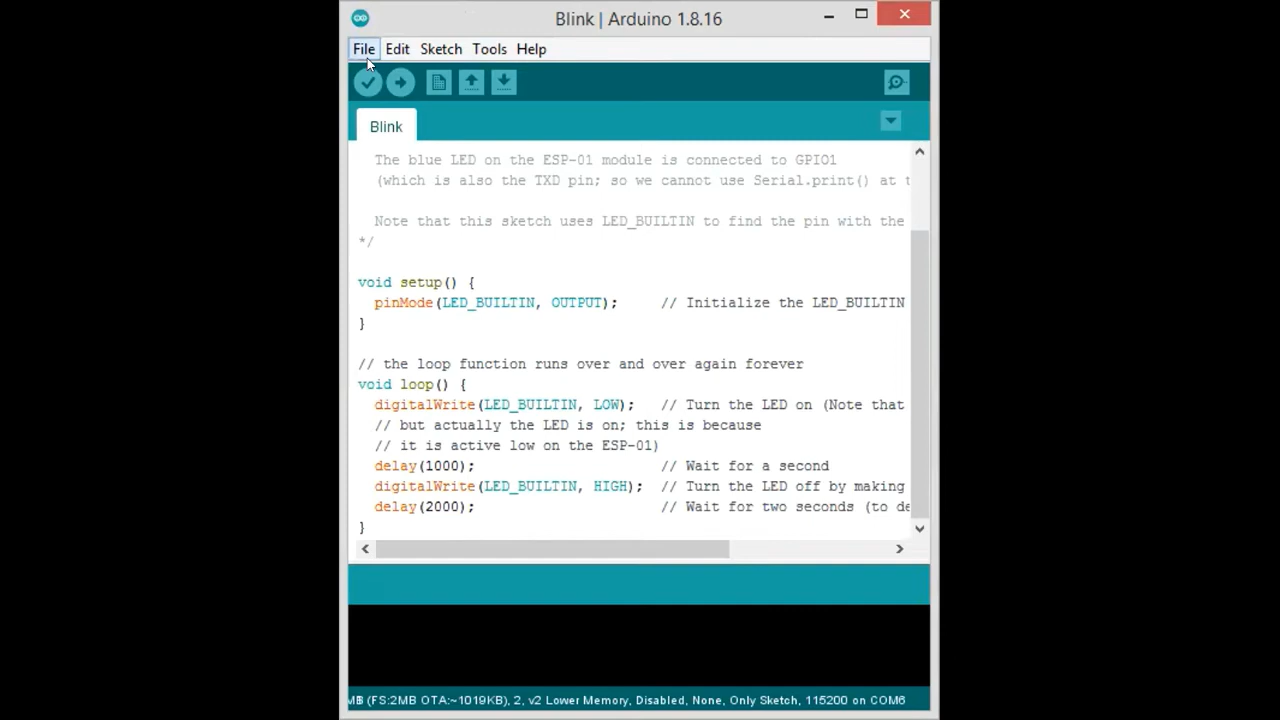 Blink | Arduino 1.8.16
File Edit Sketch Tools Help
Blink
The blue LED on the ESP-01 module is connected to GPIO1
(which is also the TXD pin; so we cannot use Serial.print() at t
Note that this sketch uses LED_BUILTIN to find the pin with the
*/
void setup() {
pinMode(LED_BUILTIN, OUTPUT); // Initialize the LED_BUILTIN
}
// the loop function runs over and over again forever
void loop() {
digitalWrite(LED_BUILTIN, LOW); // Turn the LED on (Note that
// but actually the LED is on; this is because
// it is active low on the ESP-01)
delay(1000); // Wait for a second
digitalWrite(LED_BUILTIN, HIGH); // Turn the LED off by making
delay(2000); // Wait for two seconds (to de
}
(FS:2MB OTA:~1019KB), 2, v2 Lower Memory, Disabled, None, Only Sketch, 115200 on COM6